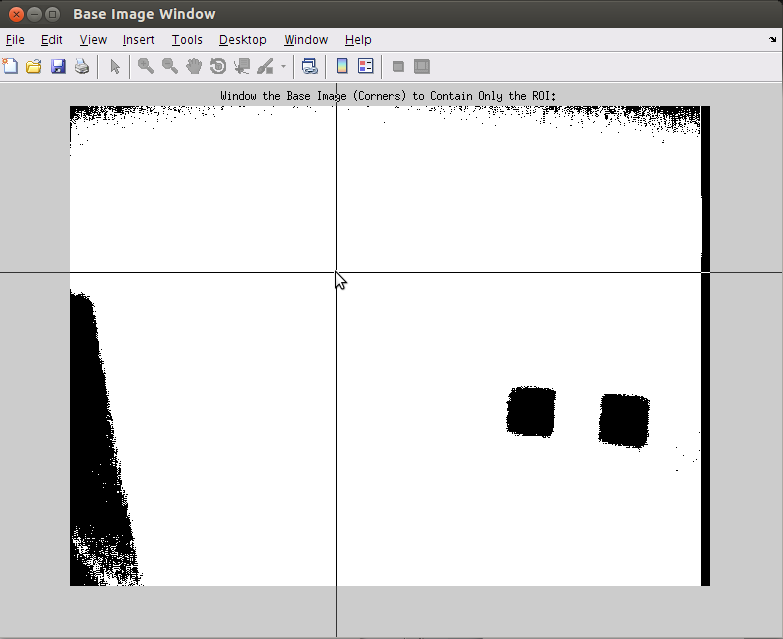 Base Image Window
File Edit View Insert Tools Desktop Window Help
Window the Base Image (Corners) to Contain Only the ROI: